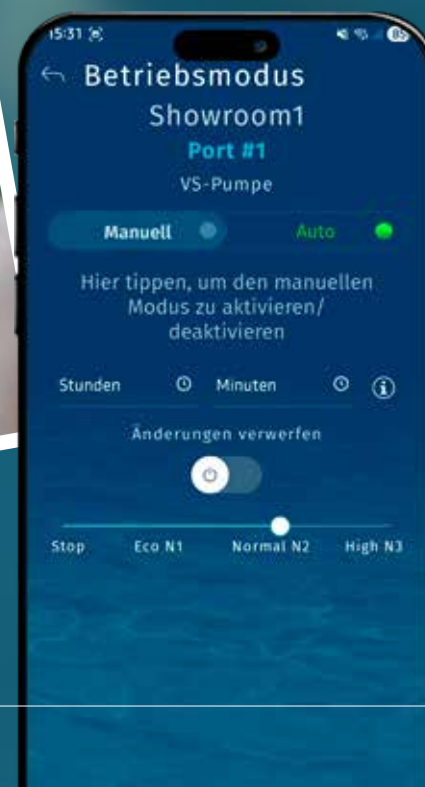 15:31
85
Betriebsmodus
Showroom1
Port #1
VS-Pumpe
Manuell Auto
Hier tippen, um den manuellen
Modus zu aktivieren/
deaktivieren
Stunden Minuten
Änderungen verwerfen
Stop Eco N1 Normal N2 High N3